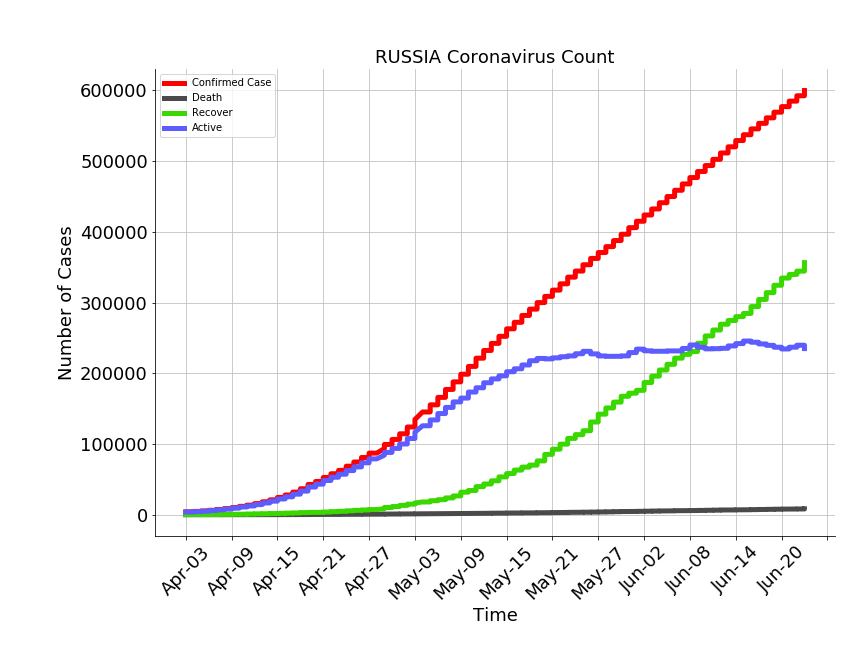 RUSSIA Coronavirus Count
Confirmed Case
Death
Recover
Active
600000
500000
400000
300000
200000
100000
0
Number of Cases
Apr-03
Apr-09
Apr-15
Apr-21
Apr-27
May-03
May-09
May-15
May-21
May-27
Jun-02
Jun-08
Jun-14
Jun-20
Time